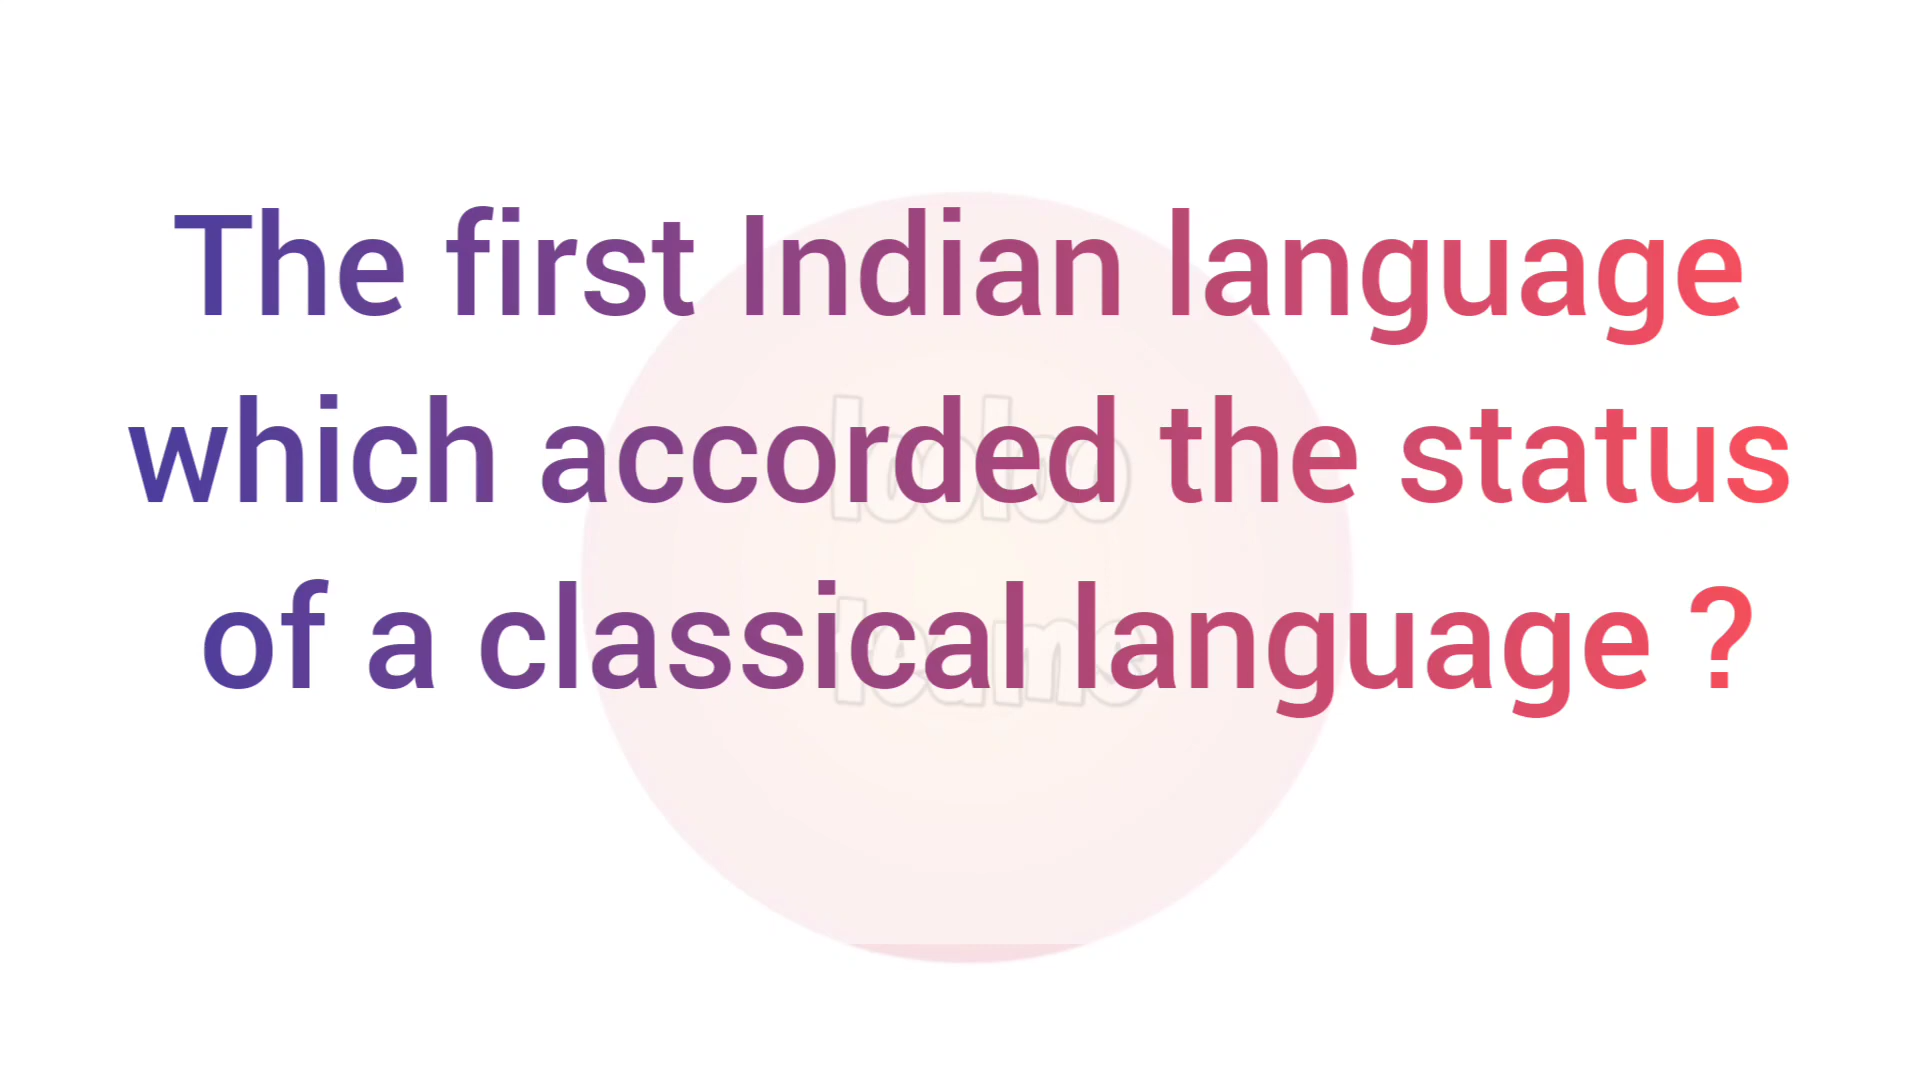 The first Indian language
which accorded the status
of a classical language ?